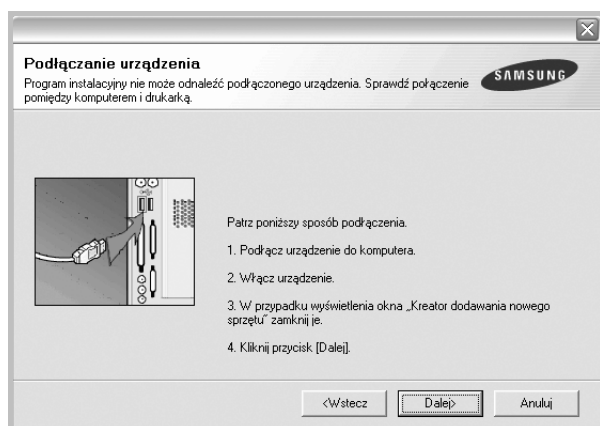 Podłączanie urządzenia
Program instalacyjny nie może odnaleźć podłączonego urządzenia. Sprawdź połączenie
pomiędzy komputerem i drukarką.
SAMSUNG
Patrz poniższy sposób podłączenia.
1. Podłącz urządzenie do komputera.
2. Włącz urządzenie.
3. W przypadku wyświetlenia okna „Kreator dodawania nowego
sprzętu” zamknij je.
4. Kliknij przycisk [Dalej].
<Wstecz
Dalej>
Anuluj